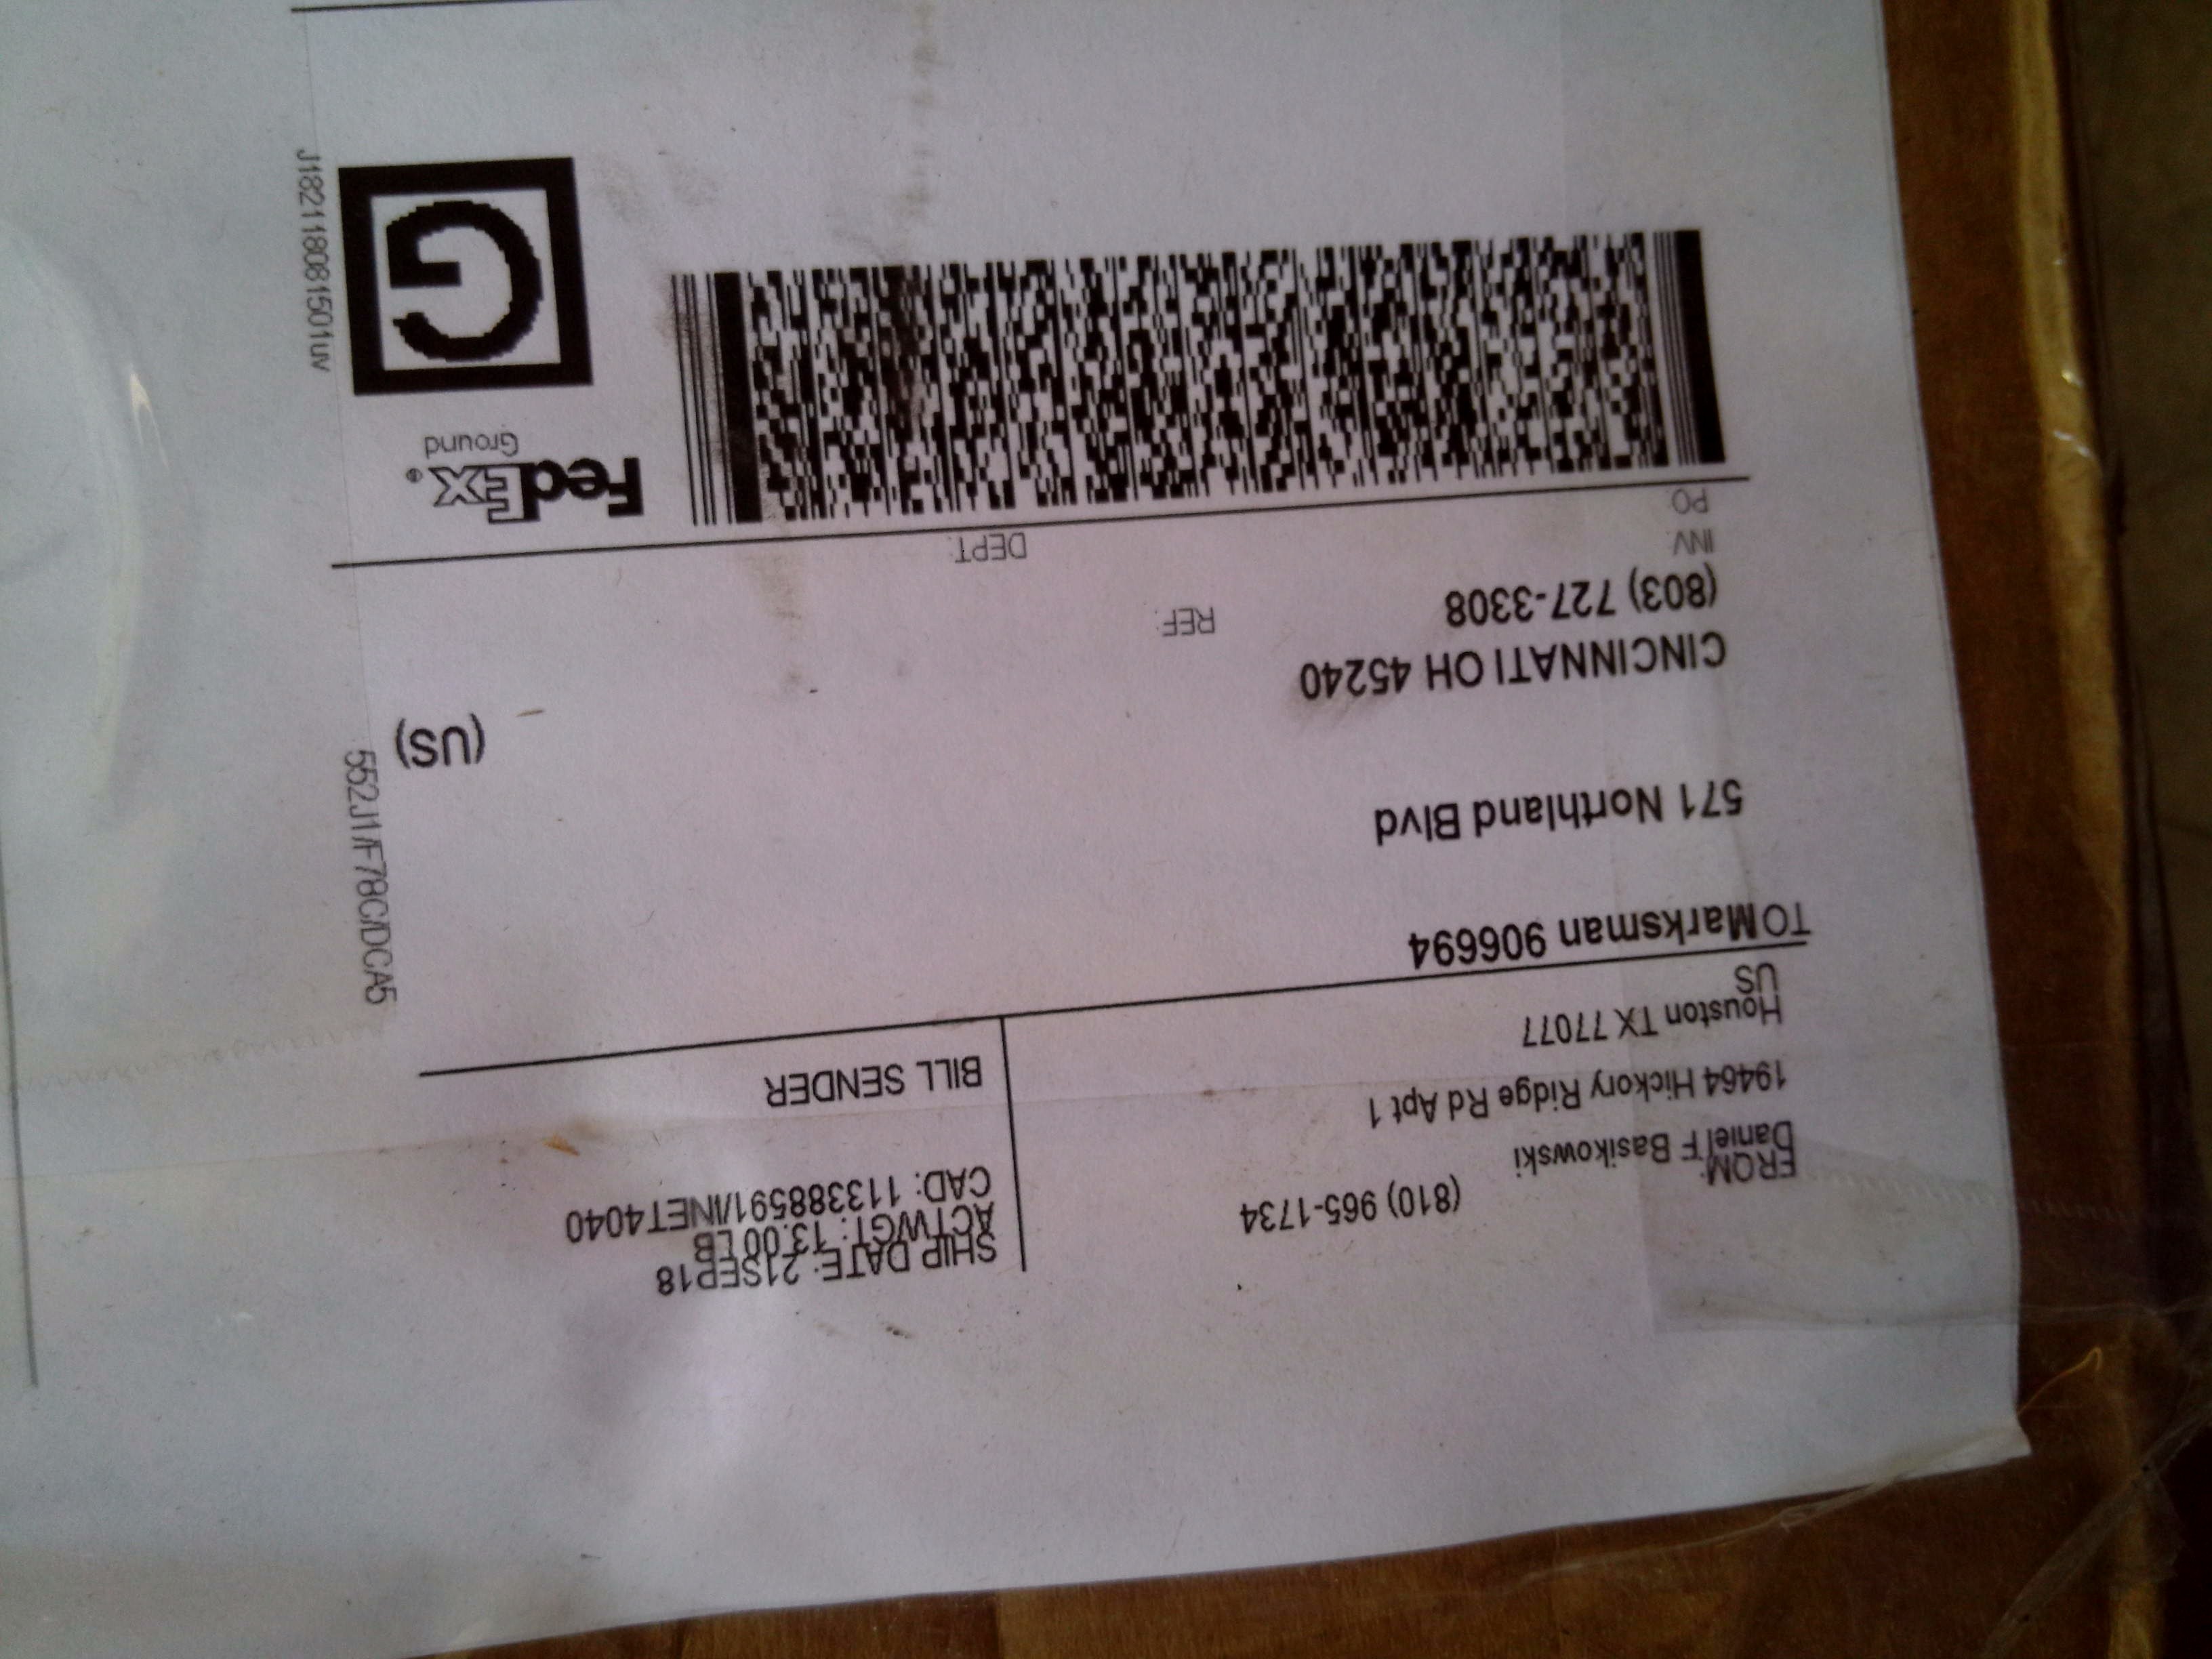 FROM: (810) 965-1734
Daniel F Basikowski
19464 Hickory Ridge Rd Apt 1
Houston TX 77077
US
SHIP DATE: 21SEP18
ACTWGT: 13.00 LB
CAD: 113388591/INET4040
BILL SENDER
TO Marksman 906694
571 Northland Blvd
CINCINNATI OH 45240
(US)
(803) 727-3308
REF:
INV:
PO:
DEPT:
FedEx®
Ground
G
552J1/F78C/DCA5
J182118081501uv